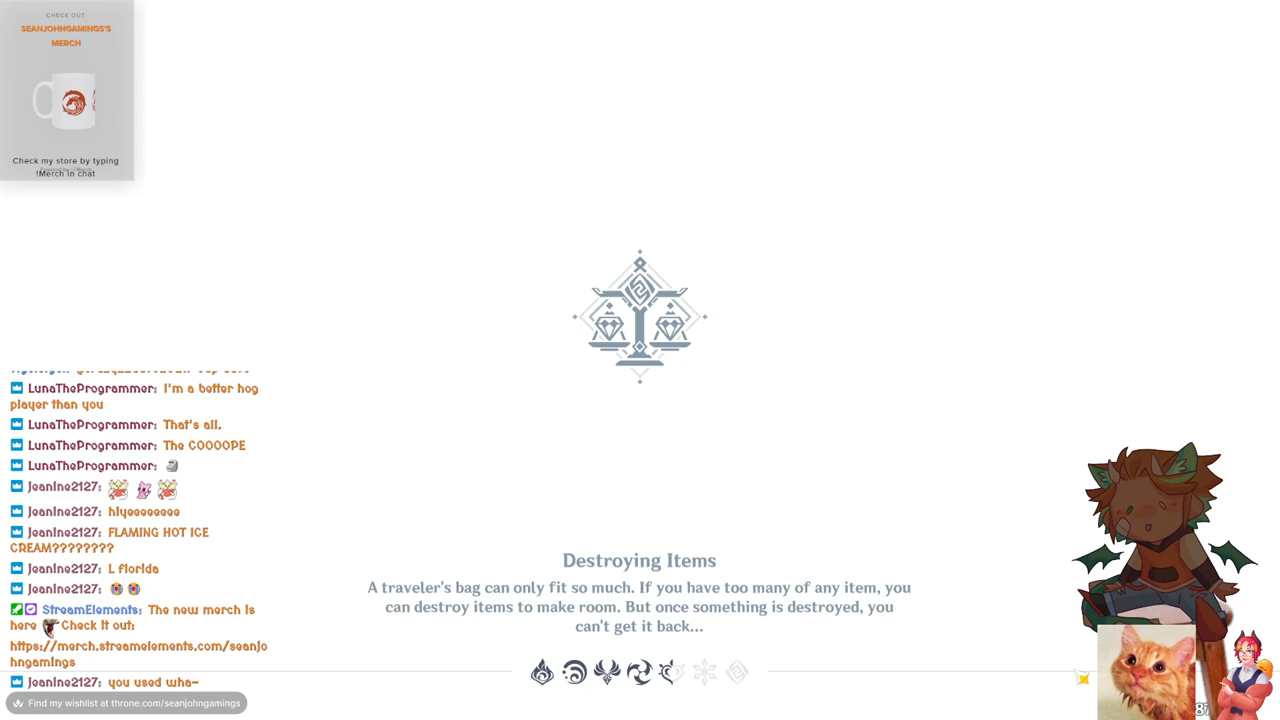 CHECK OUT
SEANJOHNGAMINGS'S
MERCH
Check my store by typing
!Merch in chat
LunaTheProgrammer: I'm a better hog
player than you
LunaTheProgrammer: That's all.
LunaTheProgrammer: The COOOOPE
LunaTheProgrammer:
Jeanine2127:
Jeanine2127: hiyeeeeeeee
Jeanine2127: FLAMING HOT ICE
CREAM????????
Jeanine2127: L florida
Jeanine2127:
StreamElements: The new merch is
here Check it out:
https://merch.streamelements.com/seanjo
hngamings
Jeanine2127: you used wha-
Find my wishlist at throne.com/seanjohngamings
Destroying Items
A traveler's bag can only fit so much. If you have too many of any item, you
can destroy items to make room. But once something is destroyed, you
can't get it back...